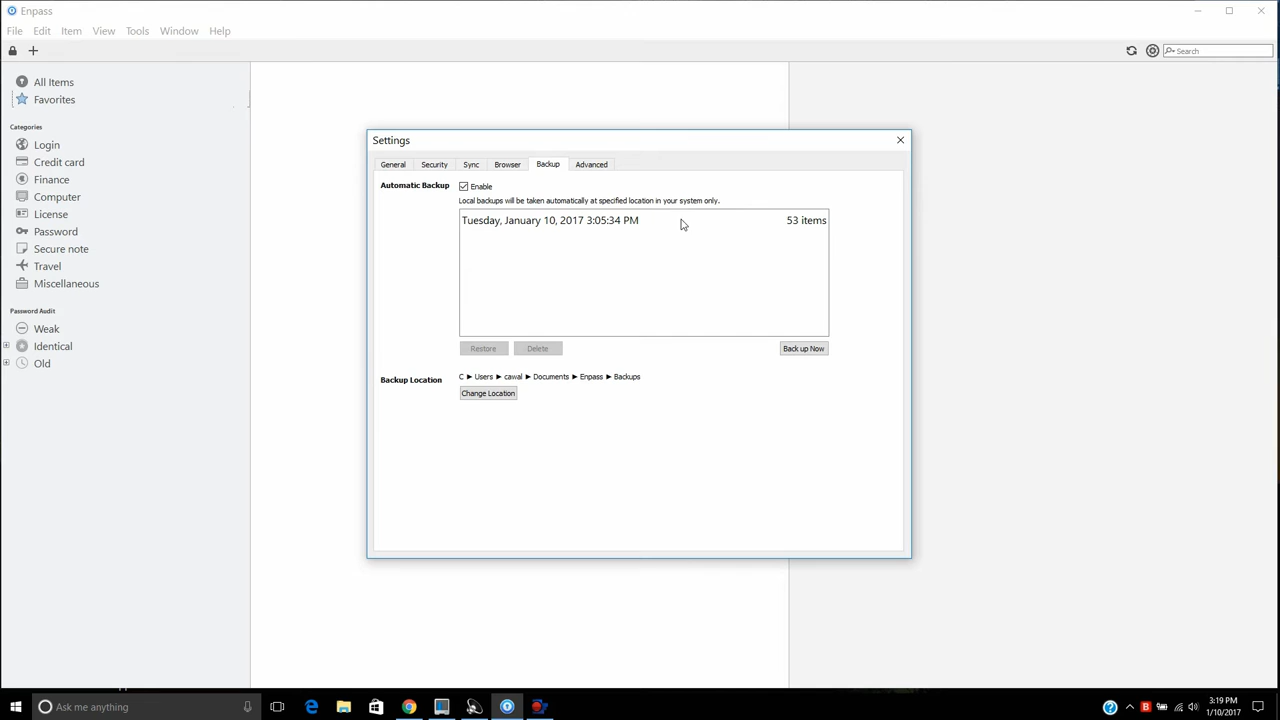 Enpass
File Edit Item View Tools Window Help
Search
All Items
Favorites
Categories
Login
Credit card
Finance
Computer
License
Password
Secure note
Travel
Miscellaneous
Password Audit
Weak
Identical
Old
Settings
General Security Sync Browser Backup Advanced
Automatic Backup Enable
Local backups will be taken automatically at specified location in your system only.
Tuesday, January 10, 2017 3:05:34 PM 53 items
Restore Delete Back up Now
Backup Location C ► Users ► cawal ► Documents ► Enpass ► Backups
Change Location
Ask me anything
3:19 PM
1/10/2017